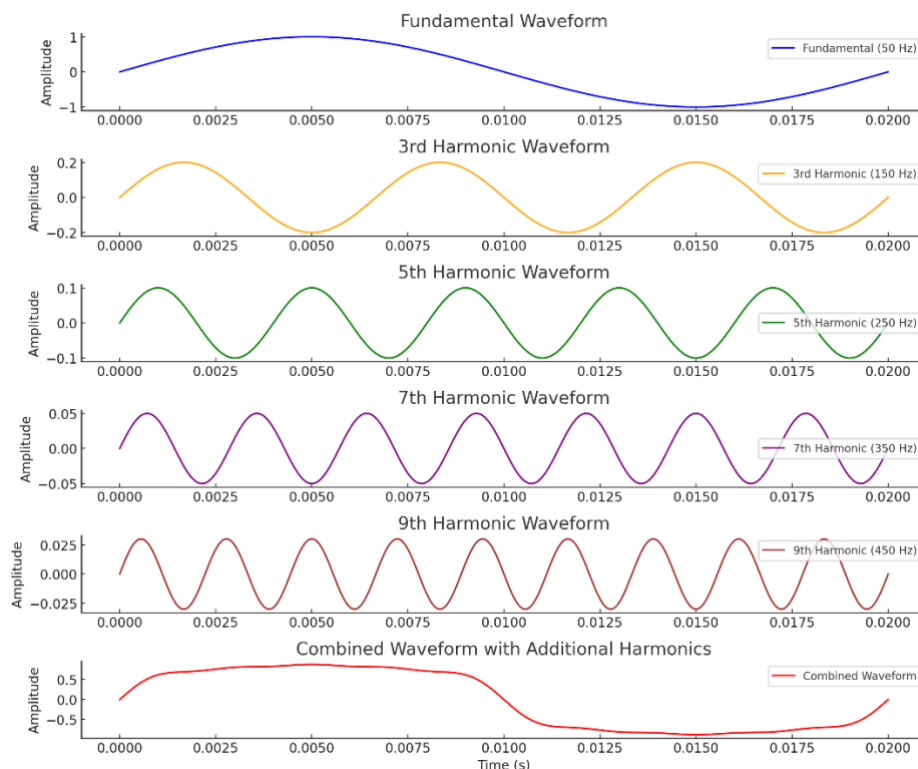 Fundamental Waveform
Amplitude
1
0
−1
Fundamental (50 Hz)
0.0000 0.0025 0.0050 0.0075 0.0100 0.0125 0.0150 0.0175 0.0200
3rd Harmonic Waveform
Amplitude
0.2
0.0
−0.2
3rd Harmonic (150 Hz)
0.0000 0.0025 0.0050 0.0075 0.0100 0.0125 0.0150 0.0175 0.0200
5th Harmonic Waveform
Amplitude
0.1
0.0
−0.1
5th Harmonic (250 Hz)
0.0000 0.0025 0.0050 0.0075 0.0100 0.0125 0.0150 0.0175 0.0200
7th Harmonic Waveform
Amplitude
0.05
0.00
−0.05
7th Harmonic (350 Hz)
0.0000 0.0025 0.0050 0.0075 0.0100 0.0125 0.0150 0.0175 0.0200
9th Harmonic Waveform
Amplitude
0.025
0.000
−0.025
9th Harmonic (450 Hz)
0.0000 0.0025 0.0050 0.0075 0.0100 0.0125 0.0150 0.0175 0.0200
Combined Waveform with Additional Harmonics
Amplitude
0.5
0.0
−0.5
Combined Waveform
0.0000 0.0025 0.0050 0.0075 0.0100 0.0125 0.0150 0.0175 0.0200
Time (s)